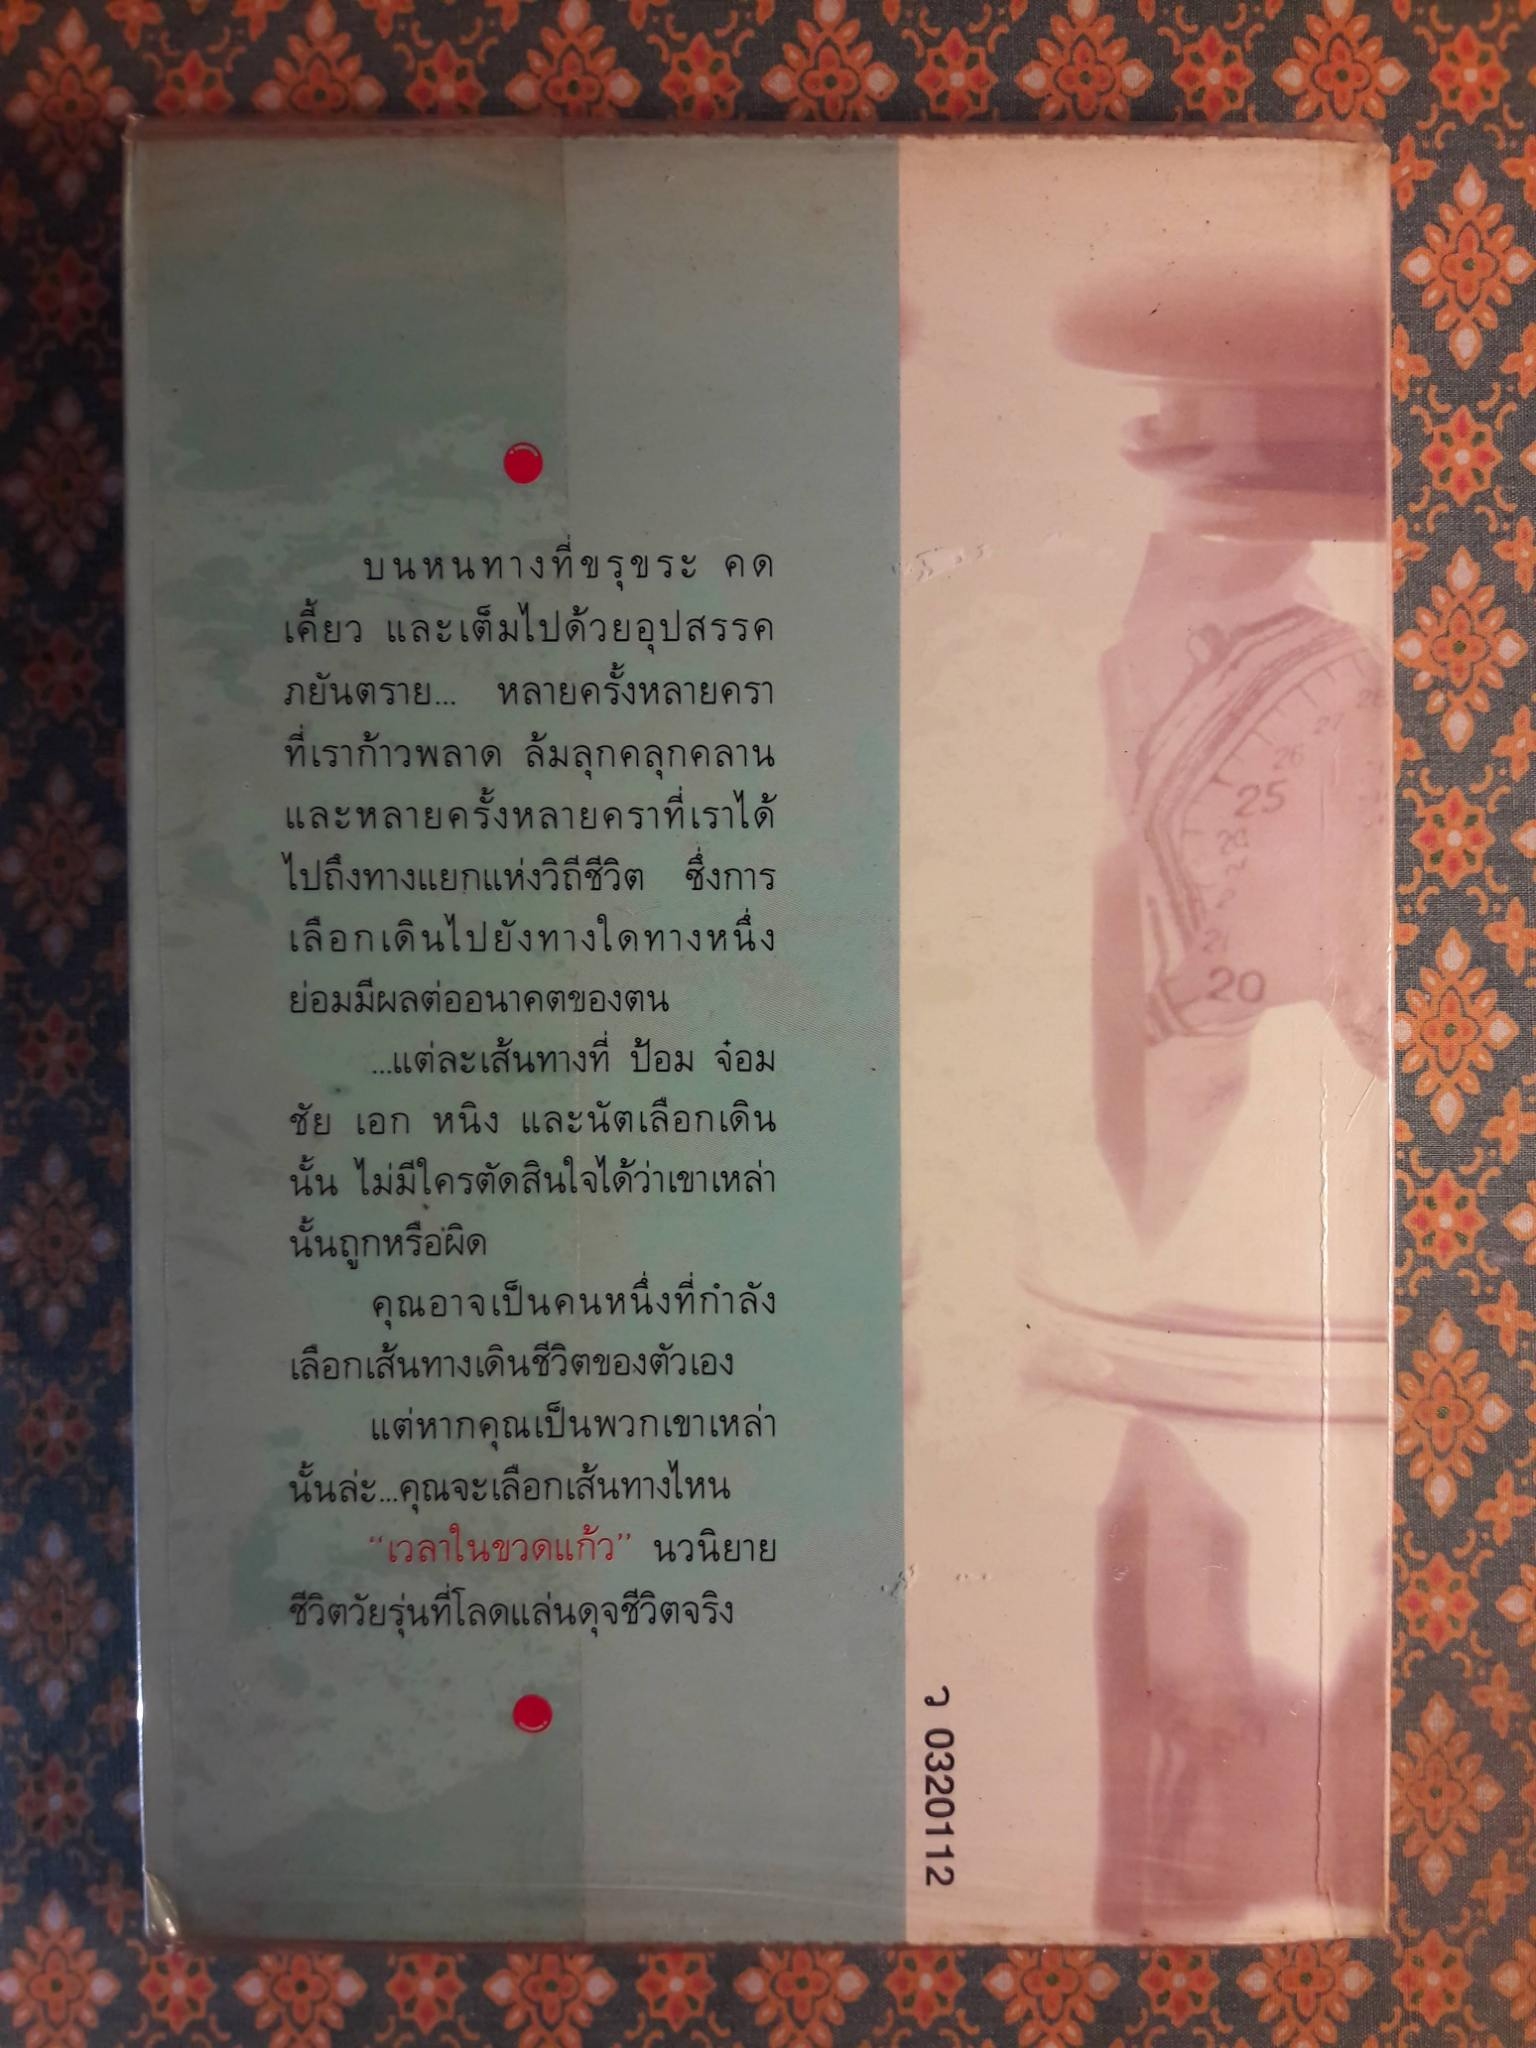 บนหนทางที่ขรุขระ คด
เคี้ยว และเต็มไปด้วยอุปสรรค
ภยันตราย... หลายครั้งหลายครา
ที่เราก้าวพลาด ล้มลุกคลุกคลาน
และหลายครั้งหลายคราที่เราได้
ไปถึงทางแยกแห่งวิถีชีวิต ซึ่งการ
เลือกเดินไปยังทางใดทางหนึ่ง
ย่อมมีผลต่ออนาคตของตน
...แต่ละเส้นทางที่ ป้อม จ๋อม
ชัย เอก หนิง และนัตเลือกเดิน
นั้น ไม่มีใครตัดสินใจได้ว่าเขาเหล่า
นั้นถูกหรือผิด
คุณอาจเป็นคนหนึ่งที่กำลัง
เลือกเส้นทางเดินชีวิตของตัวเอง
แต่หากคุณเป็นพวกเขาเหล่า
นั้นล่ะ...คุณจะเลือกเส้นทางไหน
“เวลาในขวดแก้ว” นวนิยาย
ชีวิตวัยรุ่นที่โลดแล่นดุจชีวิตจริง
ว 0320112
28
27
26
25
21
20